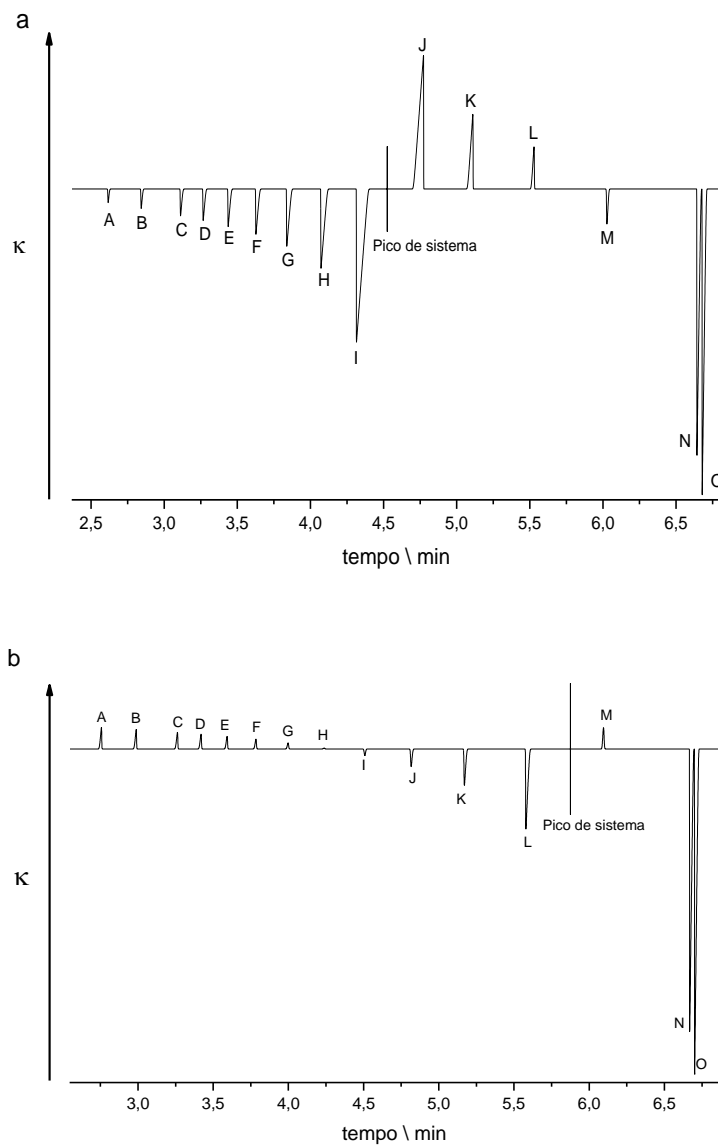 a
J
K
L
A
B
C
D
E
F
G
H
I
Pico de sistema
M
N
κ
2,5 3,0 3,5 4,0 4,5 5,0 5,5 6,0 6,5
tempo \ min
b
A B C D E F G H
M
I
J
K
L
Pico de sistema
N
O
κ
3,0 3,5 4,0 4,5 5,0 5,5 6,0 6,5
tempo \ min